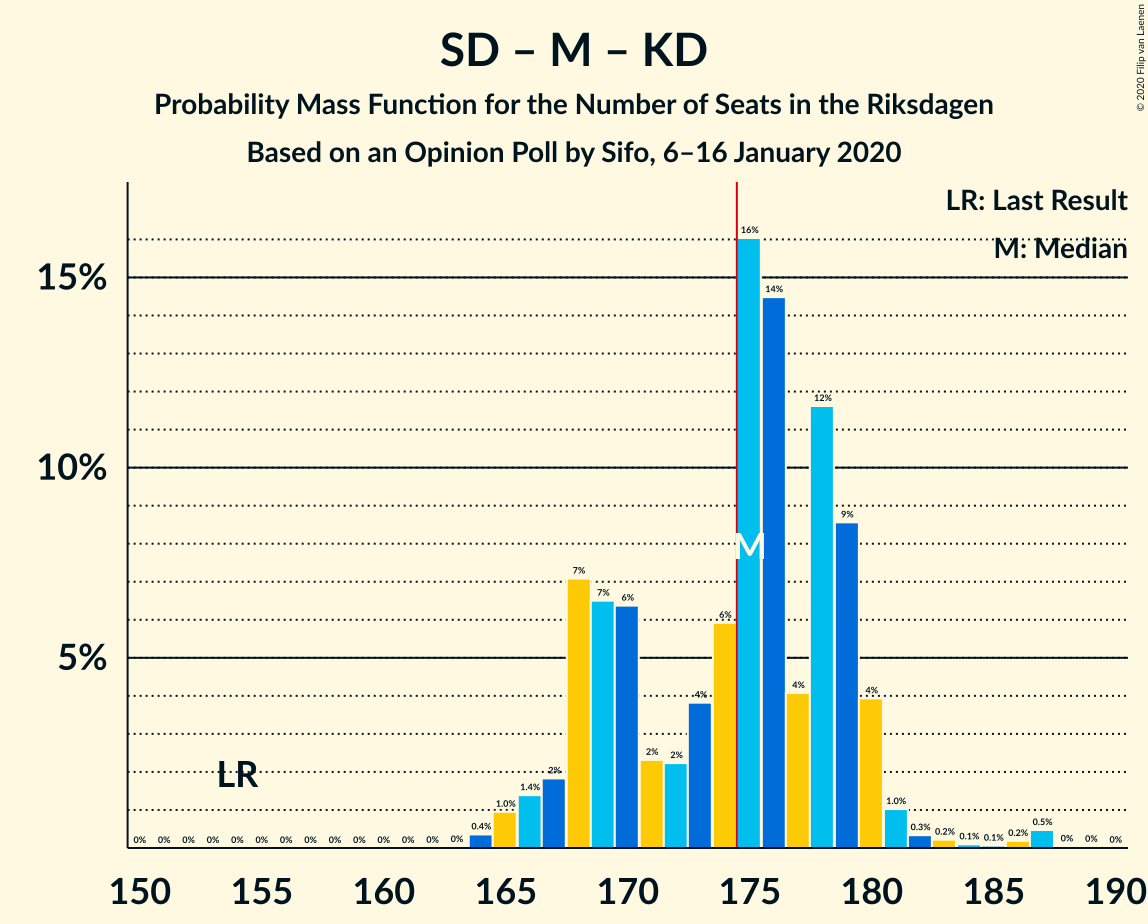 SD – M – KD
Probability Mass Function for the Number of Seats in the Riksdagen
Based on an Opinion Poll by Sifo, 6–16 January 2020
© 2020 Filip van Laenen
LR: Last Result
M: Median
15%
10%
5%
0% 0% 0% 0% 0% 0% 0% 0% 0% 0% 0% 0% 0% 0% 0.4% 1.0% 1.4% 2% 7% 7% 6% 2% 2% 4% 6% 16% 14% 4% 12% 9% 4% 1.0% 0.3% 0.2% 0.1% 0.1% 0.2% 0.5% 0% 0% 0%
LR
M
150 155 160 165 170 175 180 185 190